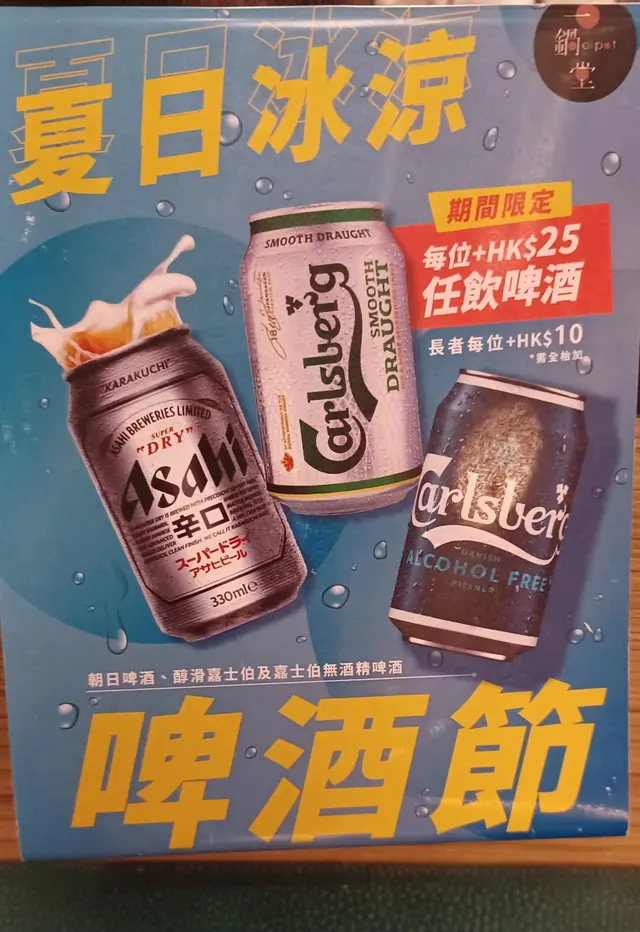 一鍋堂
epot
夏日冰涼
期間限定
每位+HK$25
任飲啤酒
長者每位+HK$10
*需全枱加
SMOOTH DRAUGHT
Carlsberg
SMOOTH
DRAUGHT
"KARAKUCHI"
ASAHI BREWERIES LIMITED
SUPER
"DRY"
Asahi
辛口
スーパードライ
アサヒビール
330ml e
Carlsberg
DANISH
ALCOHOL FREE
PILSNER
朝日啤酒、醇滑嘉士伯及嘉士伯無酒精啤酒
啤酒節